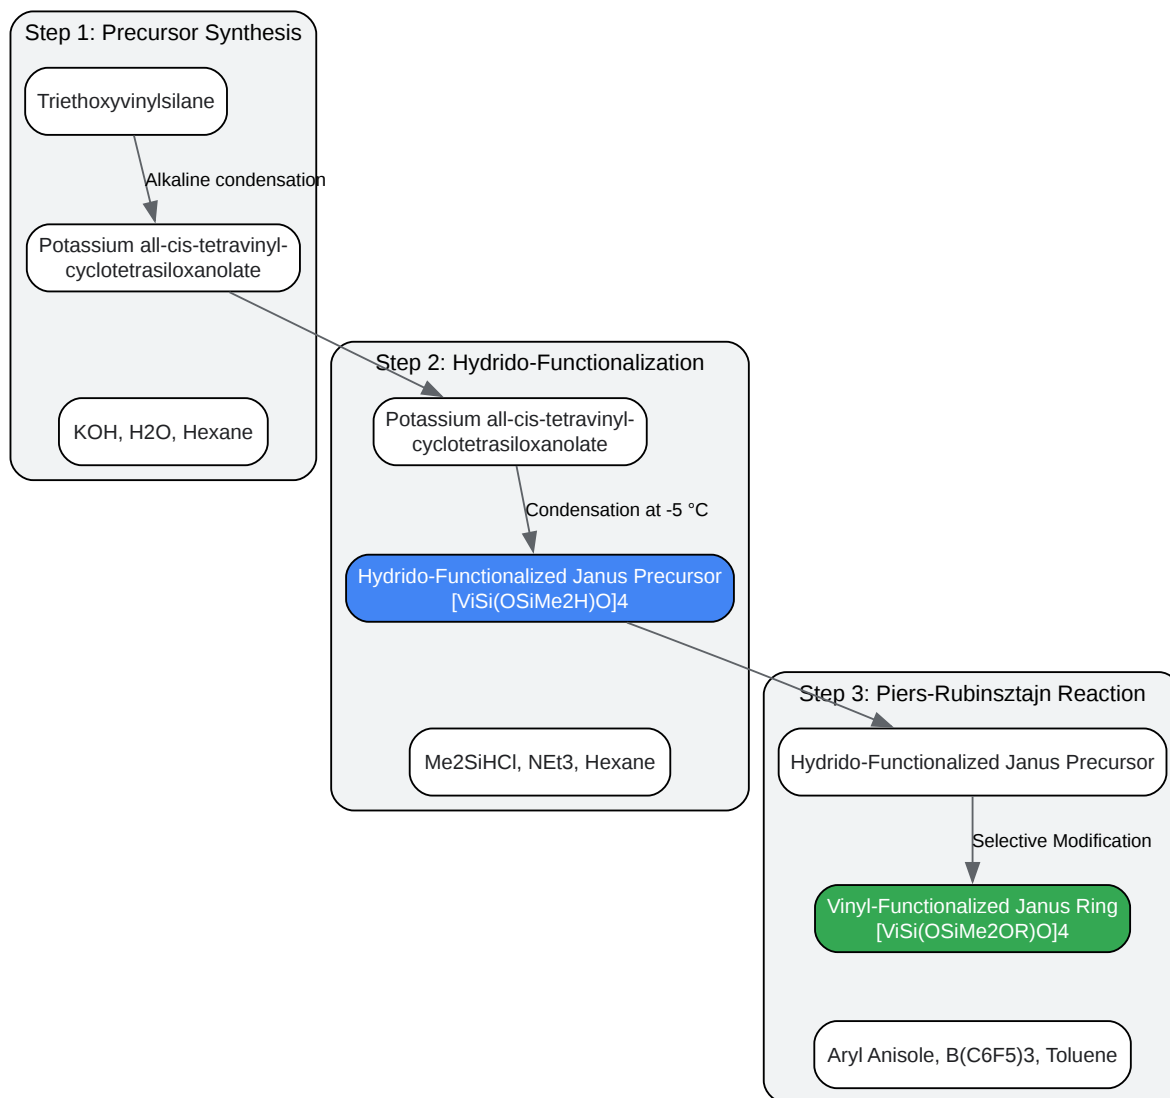 Step 1: Precursor Synthesis
Triethoxyvinylsilane
Alkaline condensation
Potassium all-cis-tetravinyl-
cyclotetrasiloxanolate
KOH, H2O, Hexane
Step 2: Hydrido-Functionalization
Potassium all-cis-tetravinyl-
cyclotetrasiloxanolate
Condensation at -5 °C
Hydrido-Functionalized Janus Precursor
[ViSi(OSiMe2H)O]4
Me2SiHCl, NEt3, Hexane
Step 3: Piers-Rubinsztajn Reaction
Hydrido-Functionalized Janus Precursor
Selective Modification
Vinyl-Functionalized Janus Ring
[ViSi(OSiMe2OR)O]4
Aryl Anisole, B(C6F5)3, Toluene